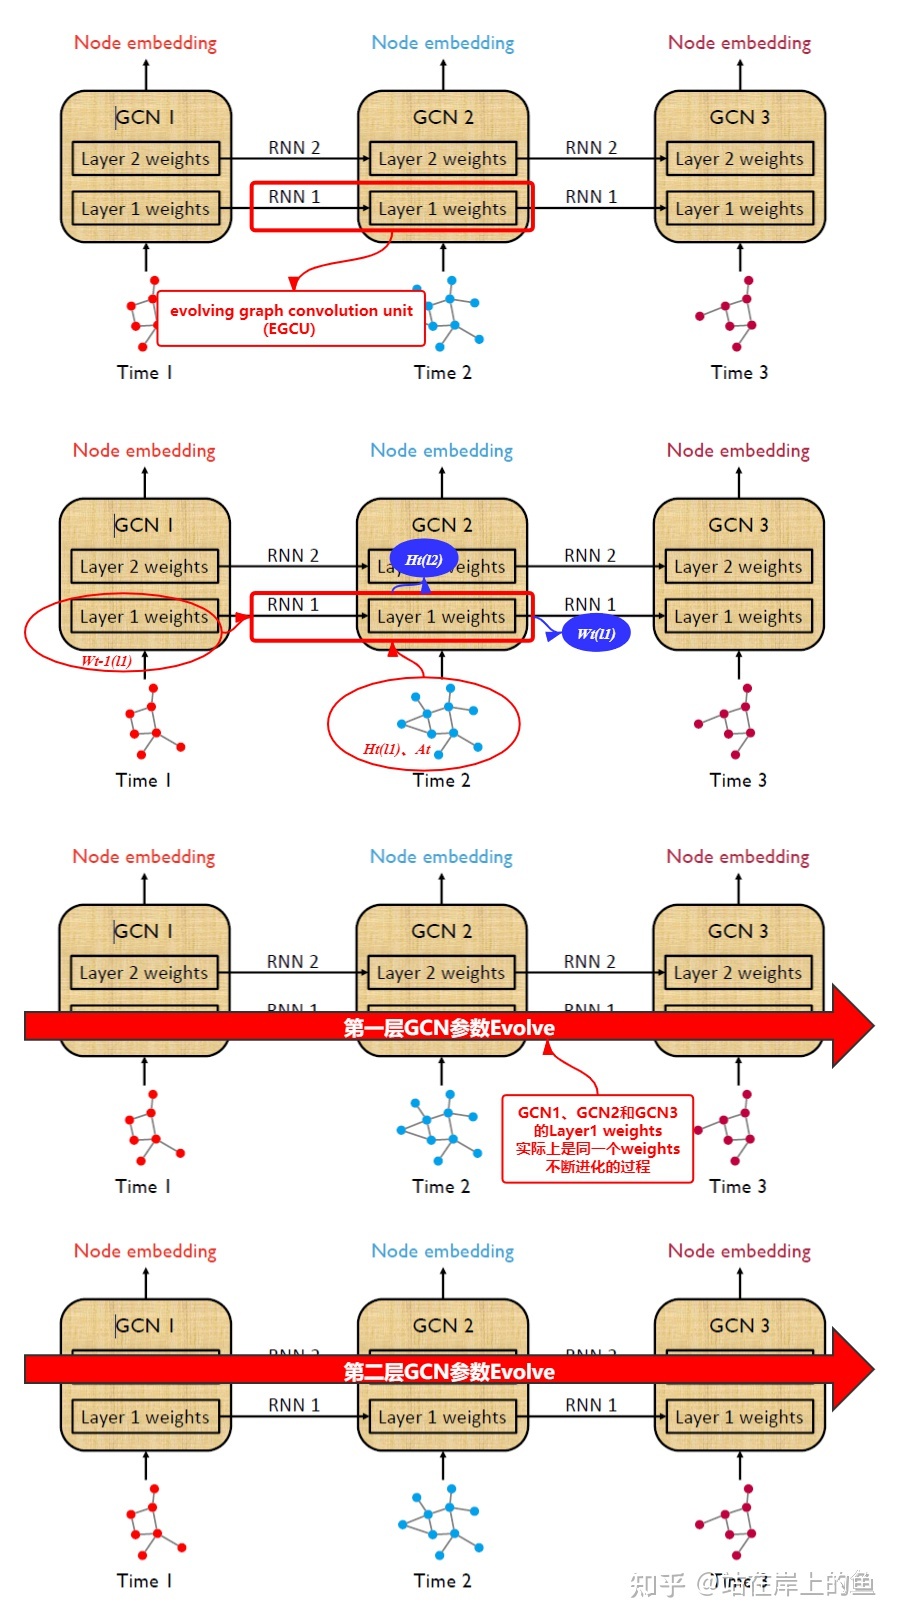 Node embedding Node embedding Node embedding
GCN 1 GCN 2 GCN 3
Layer 2 weights RNN 2 Layer 2 weights RNN 2 Layer 2 weights
Layer 1 weights RNN 1 Layer 1 weights RNN 1 Layer 1 weights
evolving graph convolution unit
(EGCU)
Time 1 Time 2 Time 3
Node embedding Node embedding Node embedding
GCN 1 GCN 2 GCN 3
Layer 2 weights RNN 2 Ht(l2) RNN 2 Layer 2 weights
Layer 1 weights RNN 1 Layer 1 weights RNN 1 Layer 1 weights
Wt-1(l1) Wt(l1)
Ht(l1)、At
Time 1 Time 2 Time 3
Node embedding Node embedding Node embedding
GCN 1 GCN 2 GCN 3
Layer 2 weights RNN 2 Layer 2 weights RNN 2 Layer 2 weights
RNN 1 RNN 1
第一层GCN参数Evolve
GCN1、GCN2和GCN3
的Layer1 weights
实际上是同一个weights
不断进化的过程
Time 1 Time 2 Time 3
Node embedding Node embedding Node embedding
GCN 1 GCN 2 GCN 3
第二层GCN参数Evolve
Layer 1 weights RNN 1 Layer 1 weights RNN 1 Layer 1 weights
Time 1 Time 2 Time 3
知乎 @站在岸上的鱼